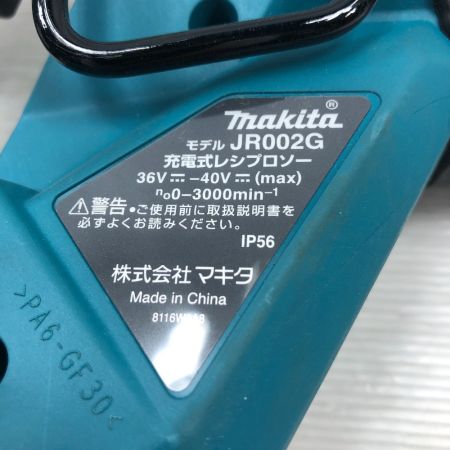 makita®
モデル JR002G
充電式レシプロソー
36V⎓ -40V⎓ (max)
n₀0-3000min⁻¹
⚠警告・ご使用前に取扱説明書を
必ずよくお読みください。
IP56
株式会社マキタ
Made in China
>PA6-GF30<